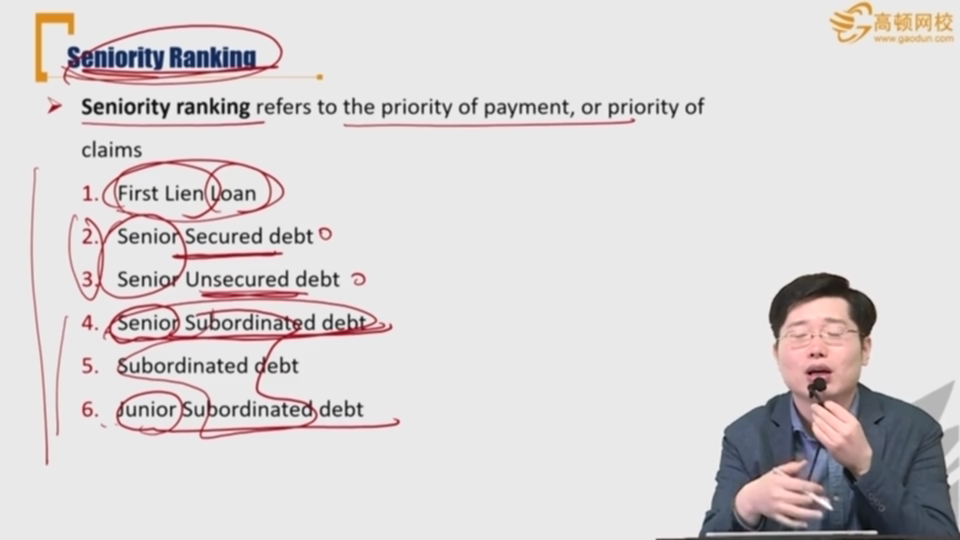 高顿网校
www.gaodun.com
Seniority Ranking
Seniority ranking refers to the priority of payment, or priority of
claims
1. First Lien Loan
2. Senior Secured debt
3. Senior Unsecured debt
4. Senior Subordinated debt
5. Subordinated debt
6. Junior Subordinated debt